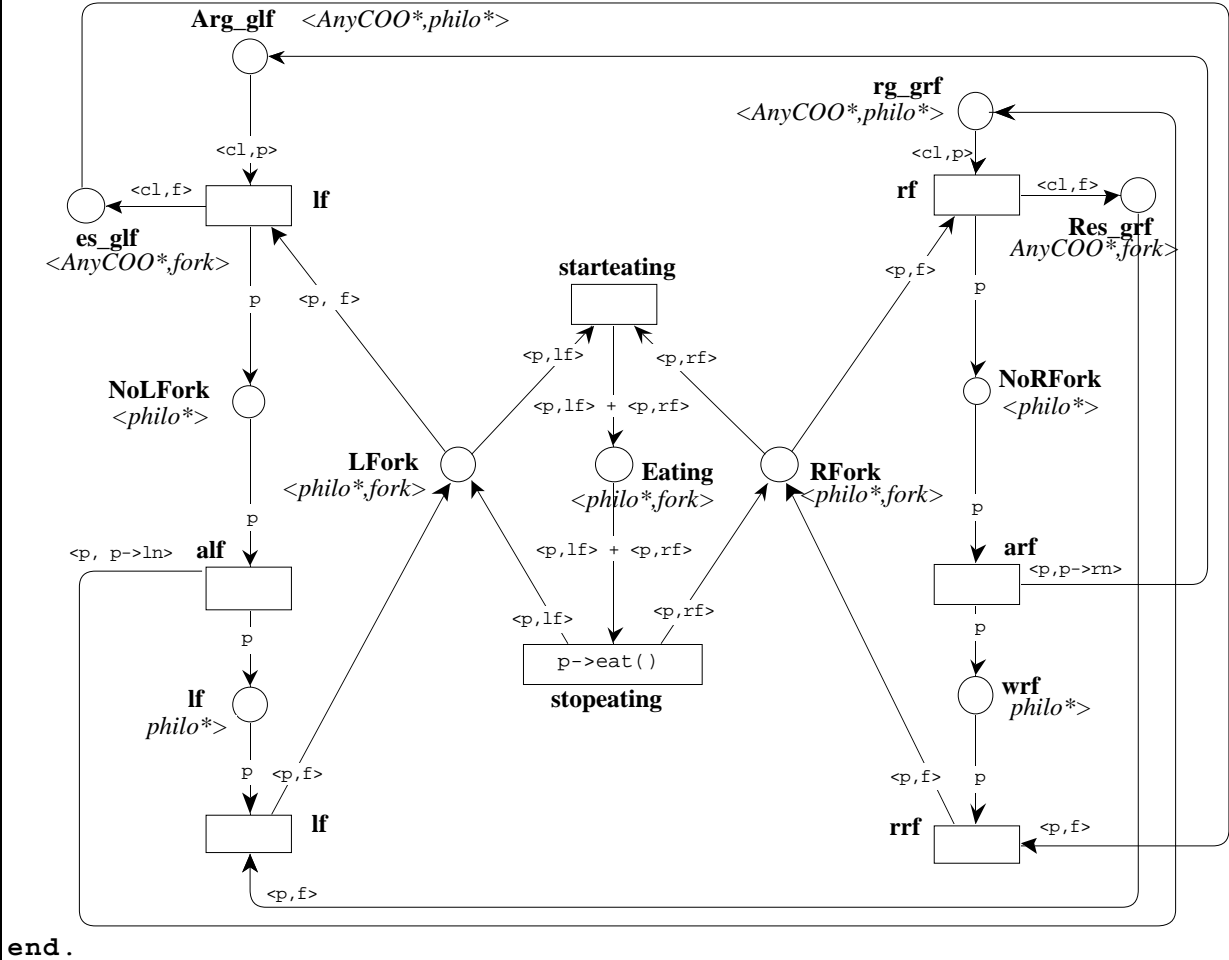 Arg_glf <AnyCOO*,philo*>
rg_grf
<AnyCOO*,philo*>
<cl,p>
<cl,p>
<cl,f>
lf
rf
<cl,f>
es_glf
<AnyCOO*,fork>
Res_grf
AnyCOO*,fork>
starteating
<p,f>
p
<p, f>
p
<p,lf>
<p,rf>
NoLFork
<philo*>
NoRFork
<philo*>
<p,lf> + <p,rf>
LFork
<philo*,fork>
Eating
<philo*,fork>
RFork
<philo*,fork>
p
p
<p, p->ln>
alf
<p,lf> + <p,rf>
arf
<p,p->rn>
<p,lf>
<p,rf>
p
p
p->eat()
stopeating
lf
philo*>
wrf
philo*>
p
<p,f>
<p,f>
p
lf
rrf
<p,f>
<p,f>
end.